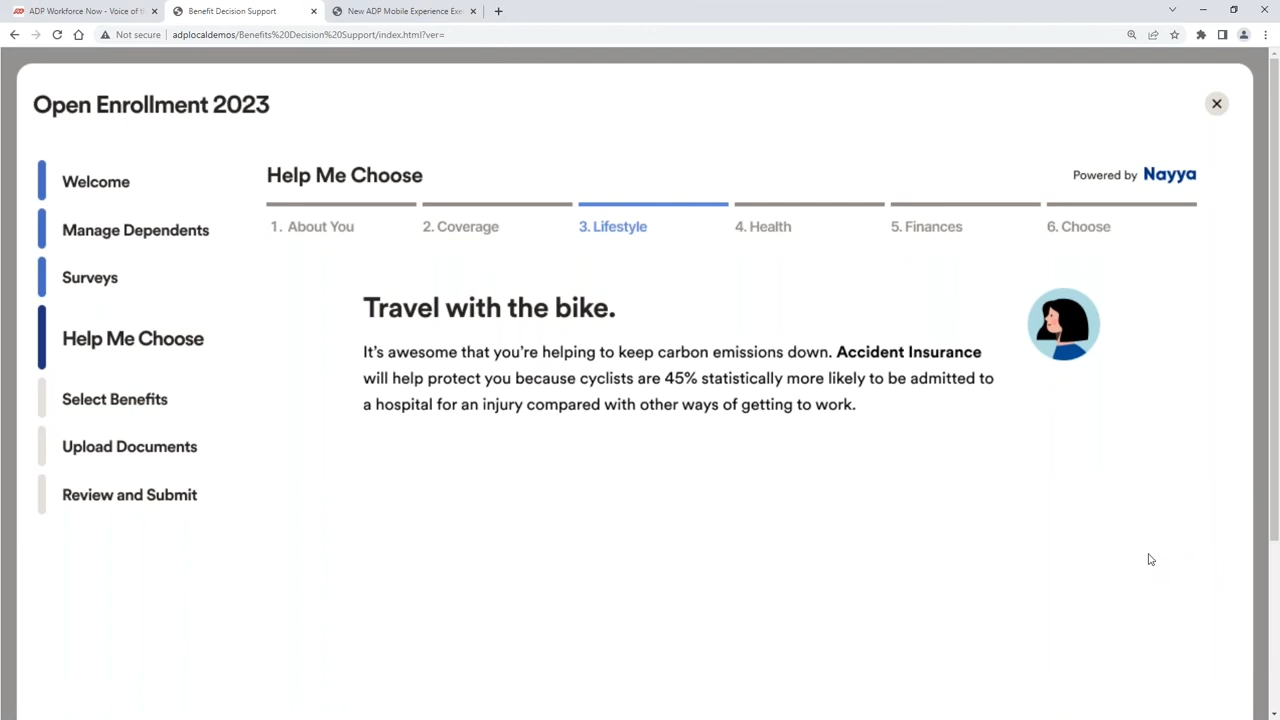 ADP Workforce Now - Voice of t
Benefit Decision Support
New ADP Mobile Experience Exe
Not secure
adplocaldemos/Benefits%20Decision%20Support/index.html?ver=
Open Enrollment 2023
Welcome
Manage Dependents
Surveys
Help Me Choose
Select Benefits
Upload Documents
Review and Submit
Help Me Choose
Powered by Nayya
1. About You
2. Coverage
3. Lifestyle
4. Health
5. Finances
6. Choose
Travel with the bike.
It's awesome that you're helping to keep carbon emissions down. Accident Insurance
will help protect you because cyclists are 45% statistically more likely to be admitted to
a hospital for an injury compared with other ways of getting to work.